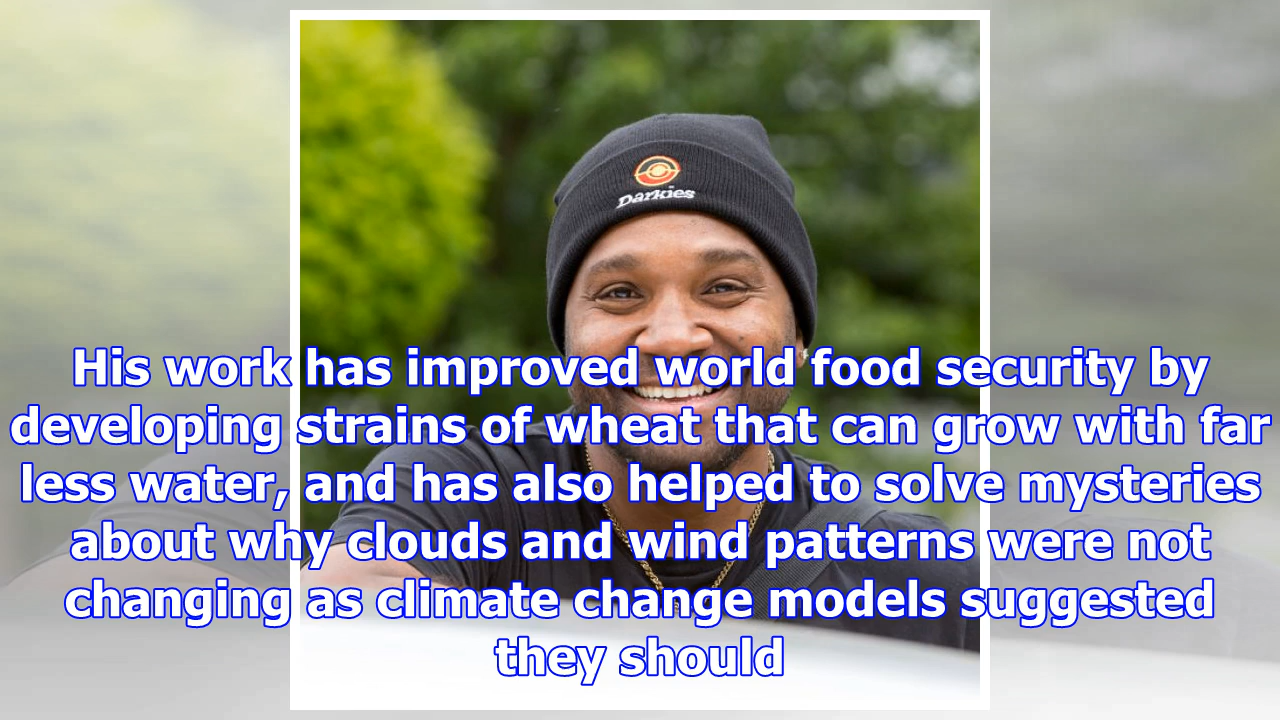 Darkies
His work has improved world food security by
developing strains of wheat that can grow with far
less water, and has also helped to solve mysteries
about why clouds and wind patterns were not
changing as climate change models suggested
they should